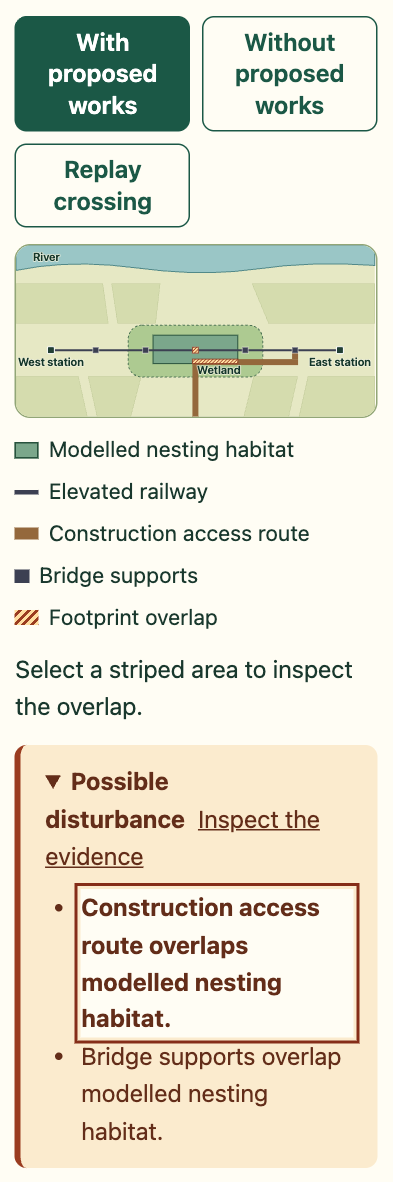 With
proposed
works
Without
proposed
works
Replay
crossing
River
West station
Wetland
East station
Modelled nesting habitat
Elevated railway
Construction access route
Bridge supports
Footprint overlap
Select a striped area to inspect
the overlap.
▼ Possible
disturbance Inspect the
evidence
• Construction access
route overlaps
modelled nesting
habitat.
• Bridge supports overlap
modelled nesting
habitat.